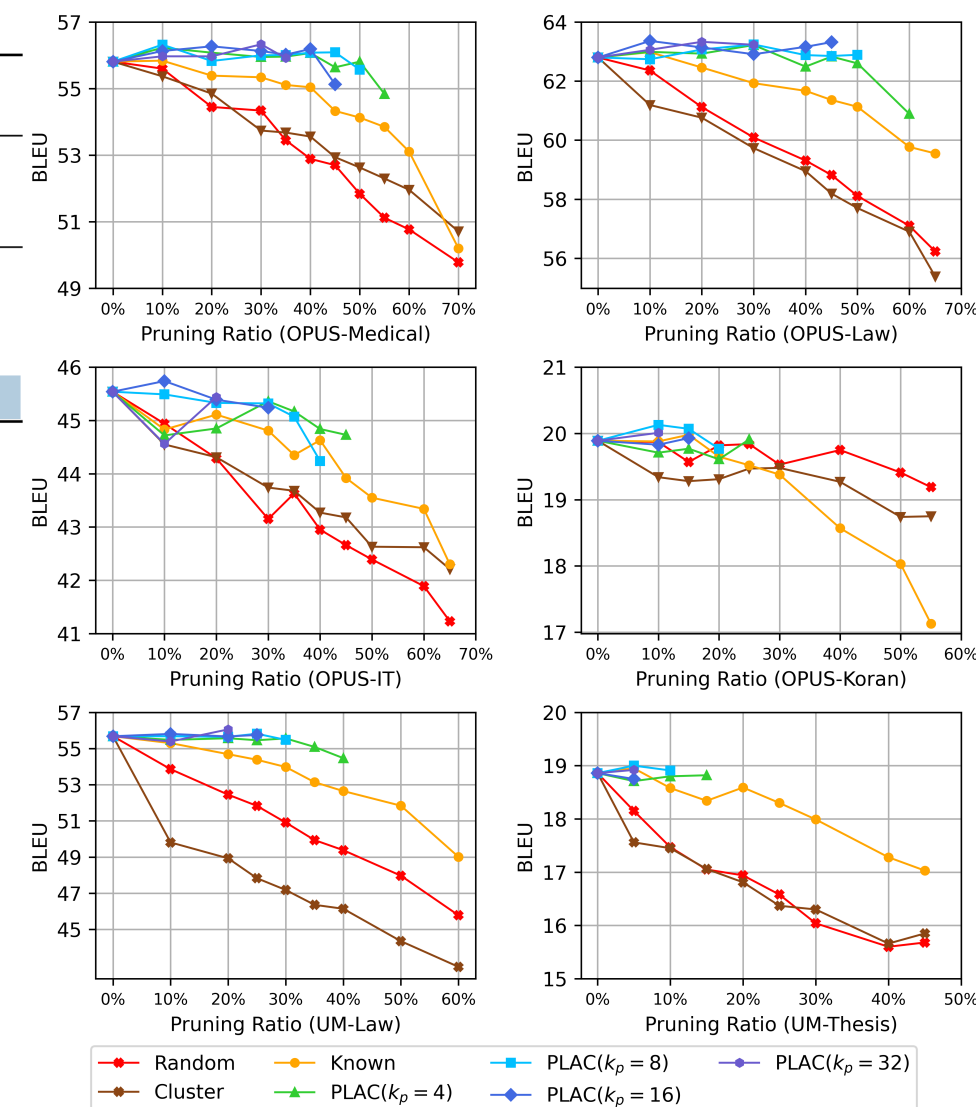 57
55
53
51
49
BLEU
0% 10% 20% 30% 40% 50% 60% 70%
Pruning Ratio (OPUS-Medical)
64
62
60
58
56
BLEU
0% 10% 20% 30% 40% 50% 60% 70%
Pruning Ratio (OPUS-Law)
46
45
44
43
42
41
BLEU
0% 10% 20% 30% 40% 50% 60% 70%
Pruning Ratio (OPUS-IT)
21
20
19
18
17
BLEU
0% 10% 20% 30% 40% 50% 60%
Pruning Ratio (OPUS-Koran)
57
55
53
51
49
47
45
BLEU
0% 10% 20% 30% 40% 50% 60%
Pruning Ratio (UM-Law)
20
19
18
17
16
15
BLEU
0% 10% 20% 30% 40% 50%
Pruning Ratio (UM-Thesis)
Random Known PLAC(kₚ = 8) PLAC(kₚ = 32)
Cluster PLAC(kₚ = 4) PLAC(kₚ = 16)